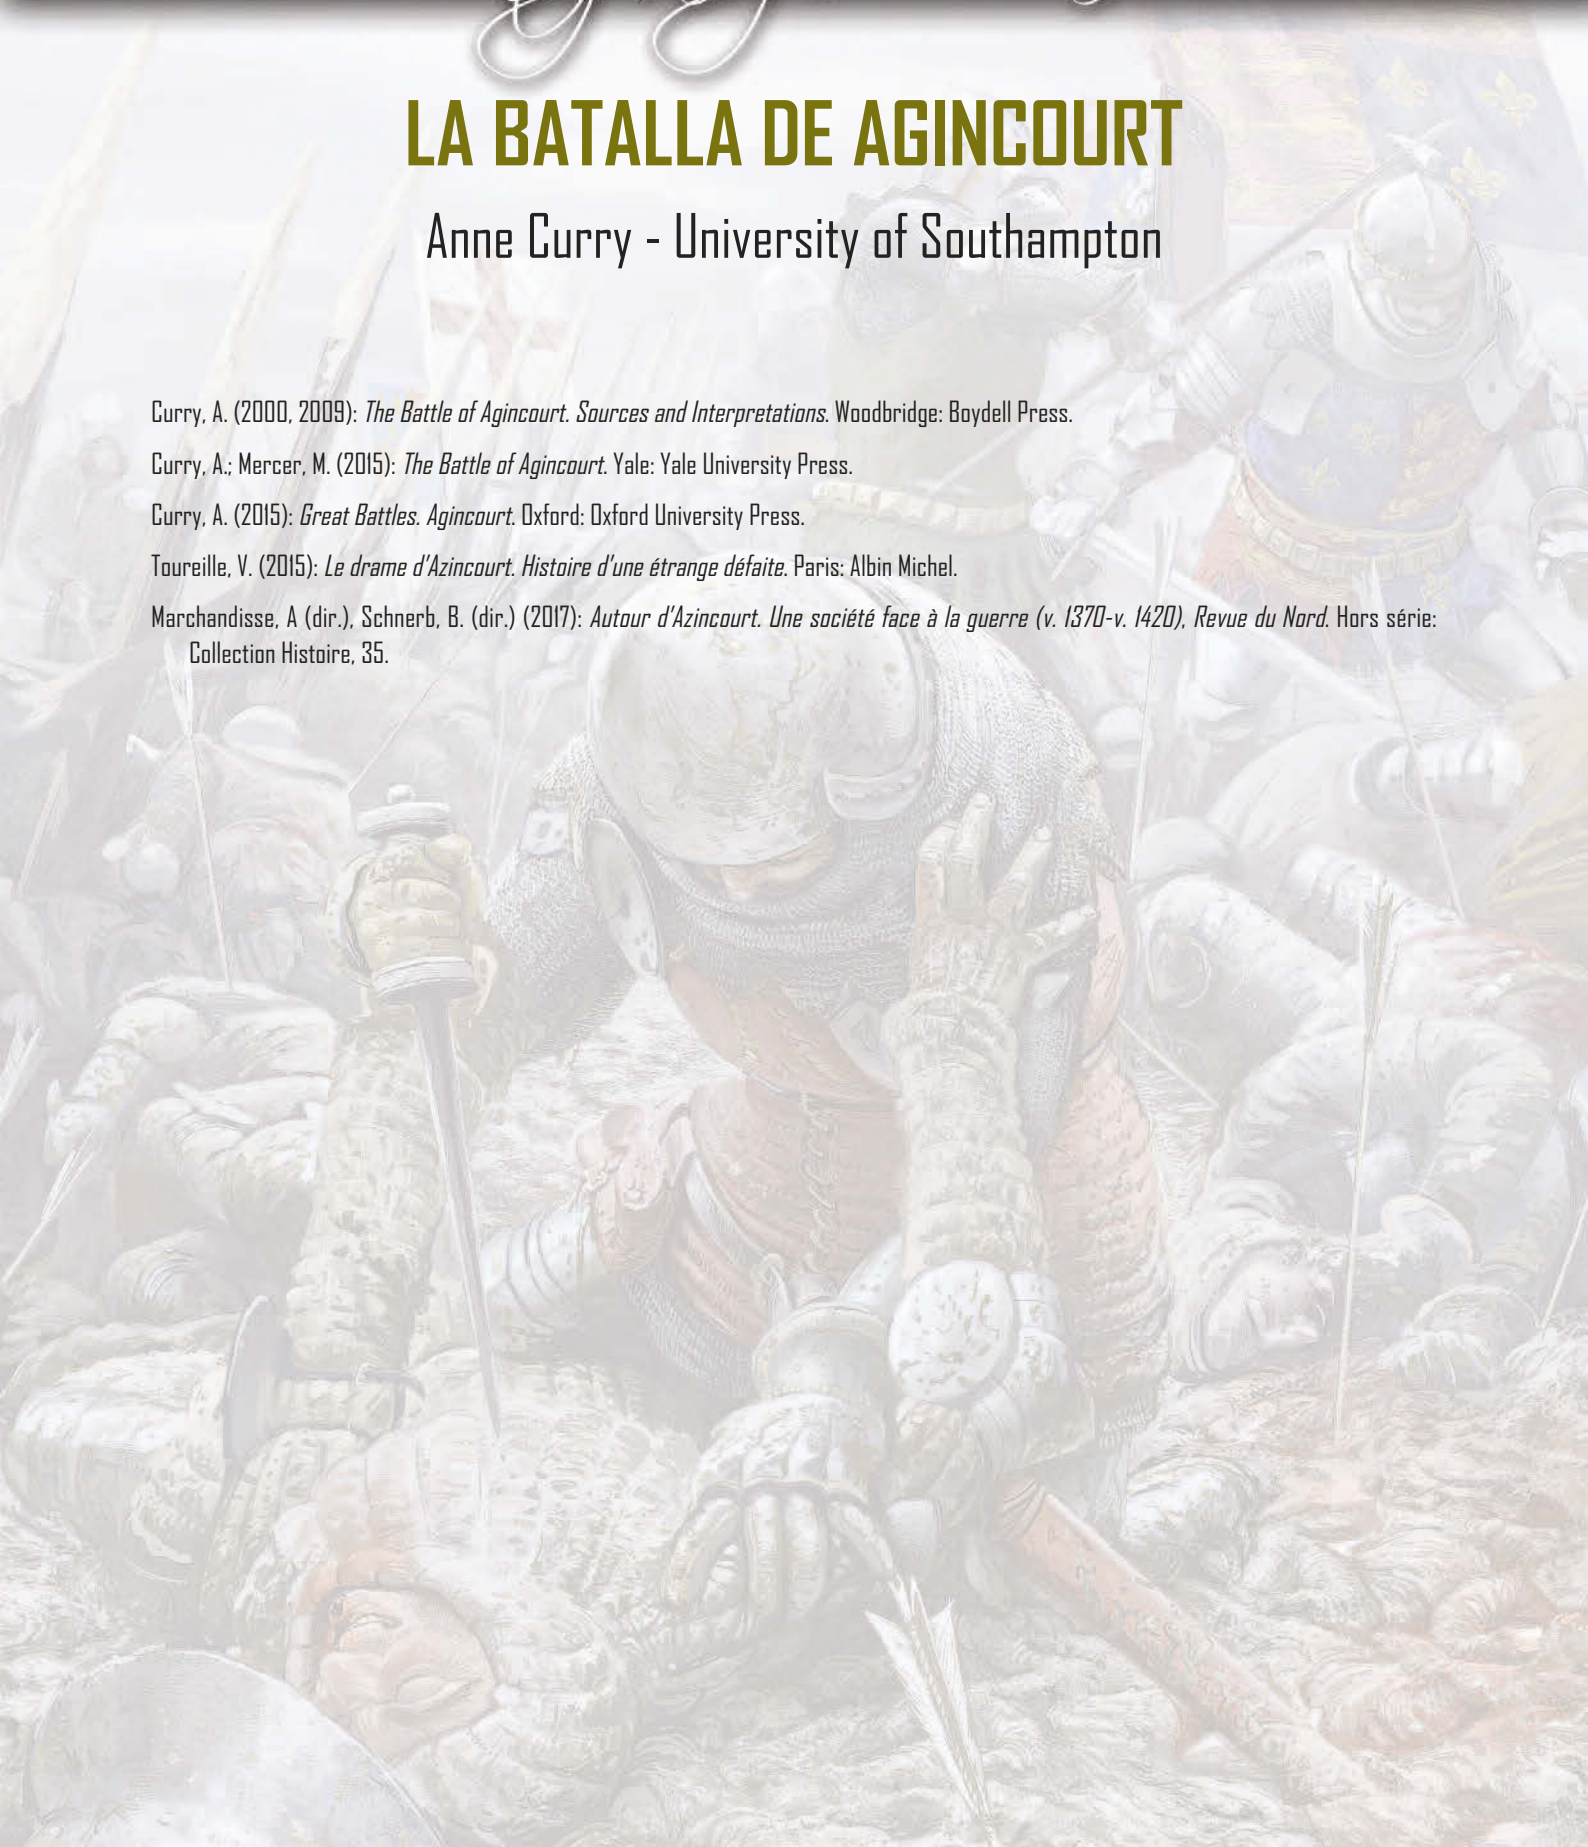 LA BATALLA DE AGINCOURT
Anne Curry - University of Southampton
Curry, A. (2000, 2009): The Battle of Agincourt. Sources and Interpretations. Woodbridge: Boydell Press.
Curry, A.; Mercer, M. (2015): The Battle of Agincourt. Yale: Yale University Press.
Curry, A. (2015): Great Battles. Agincourt. Oxford: Oxford University Press.
Toureille, V. (2015): Le drame d'Azincourt. Histoire d'une étrange défaite. Paris: Albin Michel.
Marchandisse, A (dir.), Schnerb, B. (dir.) (2017): Autour d'Azincourt. Une société face à la guerre (v. 1370-v. 1420), Revue du Nord. Hors série:
Collection Histoire, 35.